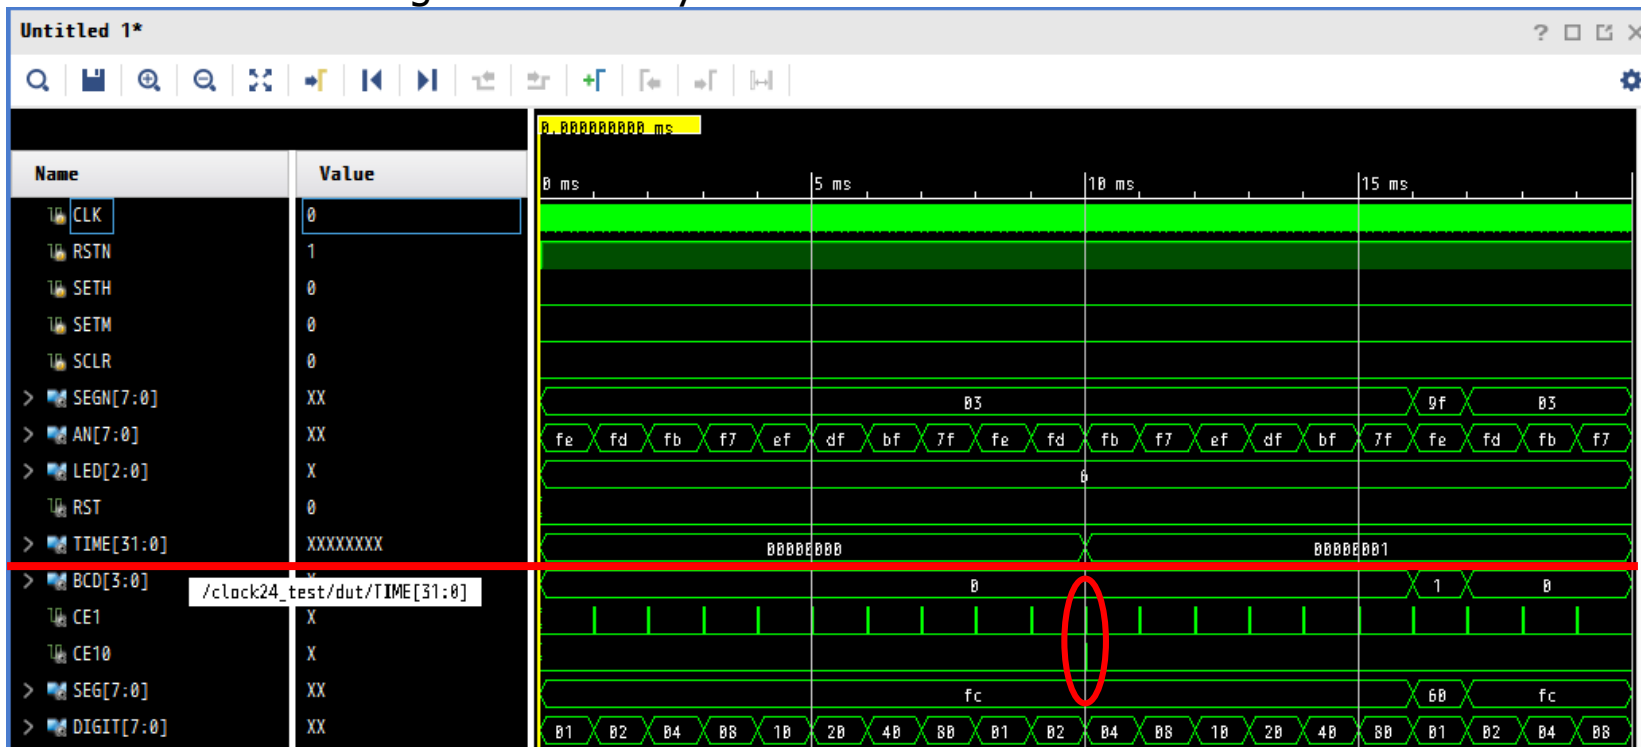 Untitled 1*
0.000000000 ms
Name Value
0 ms 5 ms 10 ms 15 ms
CLK 0
RSTN 1
SETH 0
SETM 0
SCLR 0
SEGN[7:0] XX 03 9f 03
AN[7:0] XX fe fd fb f7 ef df bf 7f fe fd fb f7 ef df bf 7f fe fd fb f7
LED[2:0] X
RST 0
TIME[31:0] XXXXXXXX 00000000 00000001
BCD[3:0] 0 1 0
/clock24_test/dut/TIME[31:0]
CE1 X
CE10 X
SEG[7:0] XX fc 60 fc
DIGIT[7:0] XX 01 02 04 08 10 20 40 80 01 02 04 08 10 20 40 80 01 02 04 08